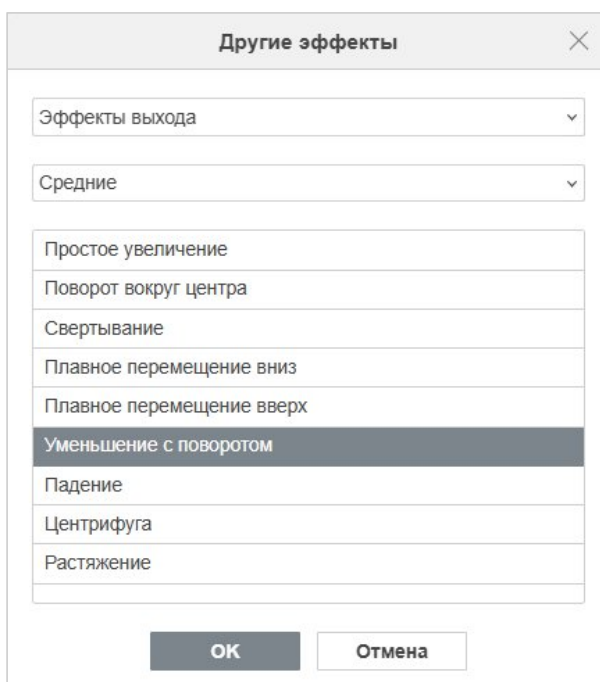 Другие эффекты
Эффекты выхода
Средние
Простое увеличение
Поворот вокруг центра
Свертывание
Плавное перемещение вниз
Плавное перемещение вверх
Уменьшение с поворотом
Падение
Центрифуга
Растяжение
ОК
Отмена